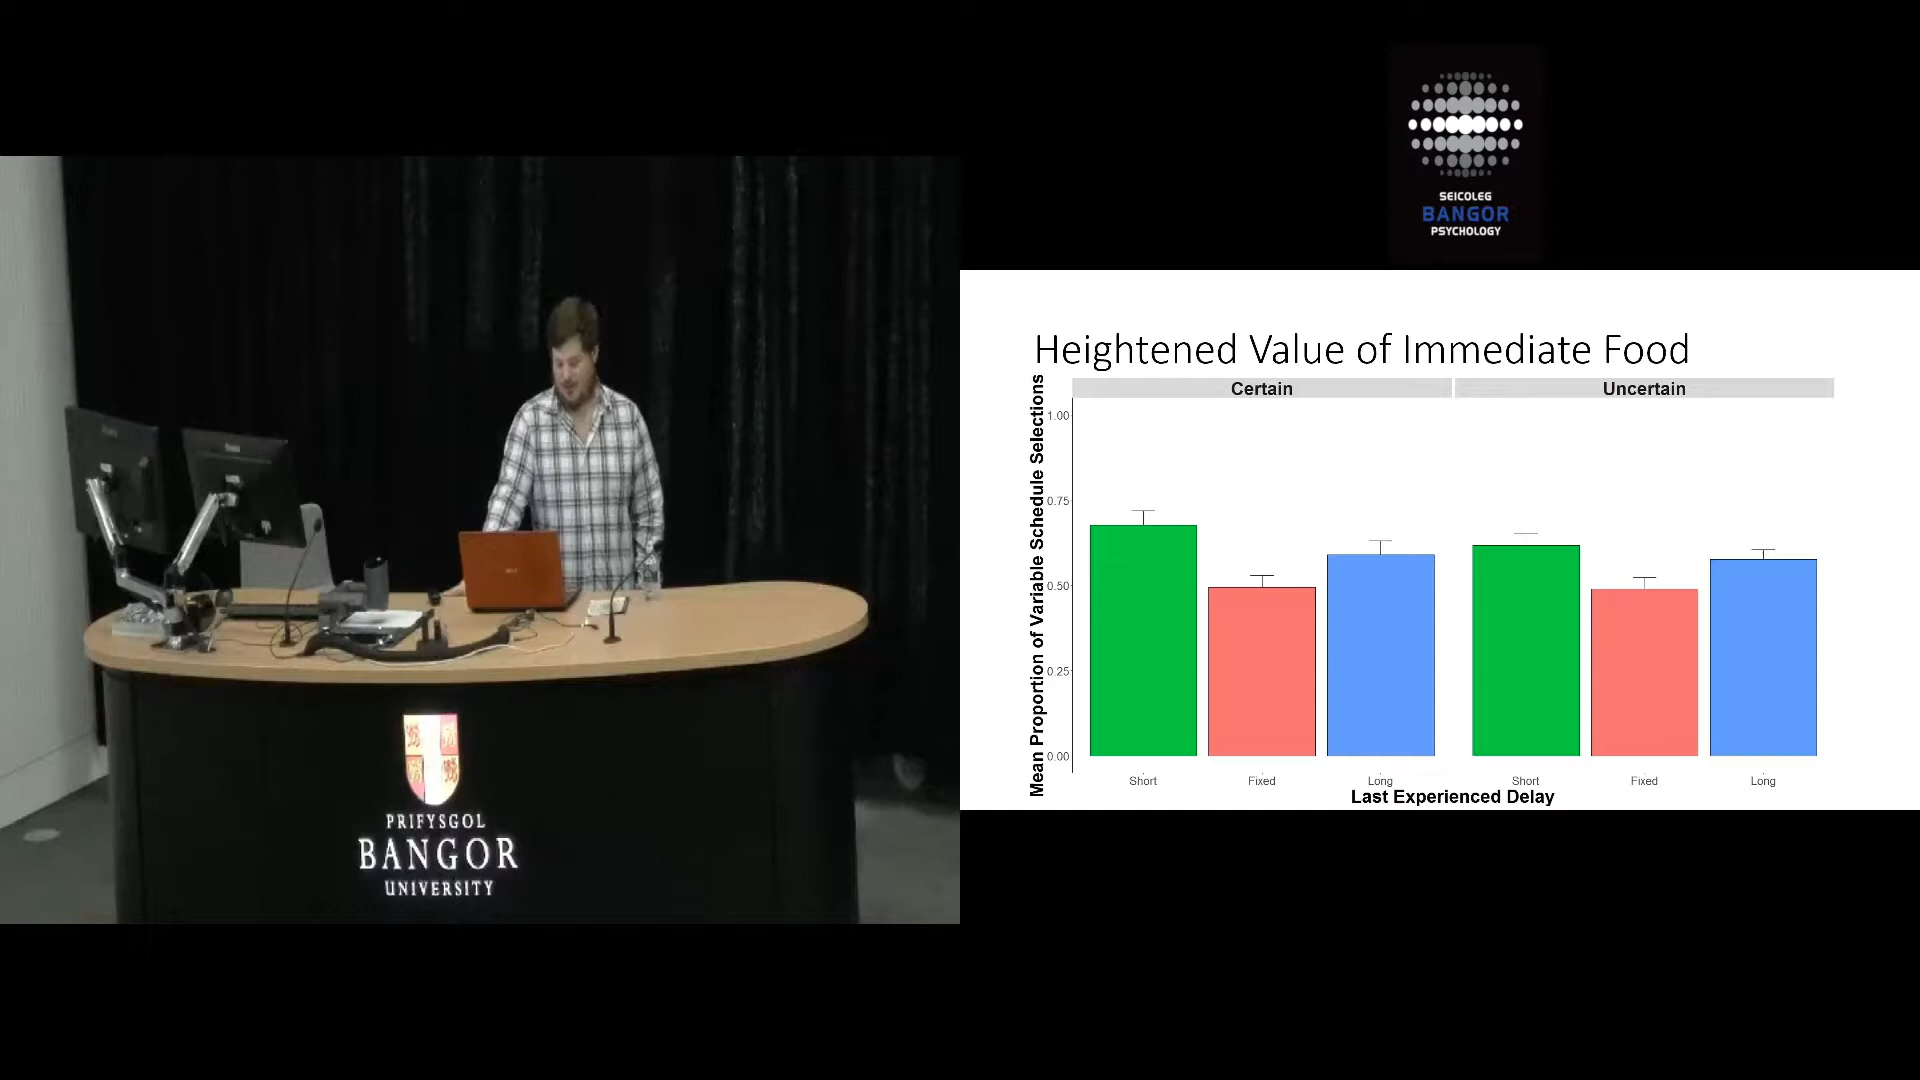 SEICOLEG
BANGOR
PSYCHOLOGY
Heightened Value of Immediate Food
Certain
Uncertain
Mean Proportion of Variable Schedule Selections
1.00
0.75
0.50
0.25
0.00
Short
Fixed
Long
Short
Fixed
Long
Last Experienced Delay
PRIFYSGOL
BANGOR
UNIVERSITY